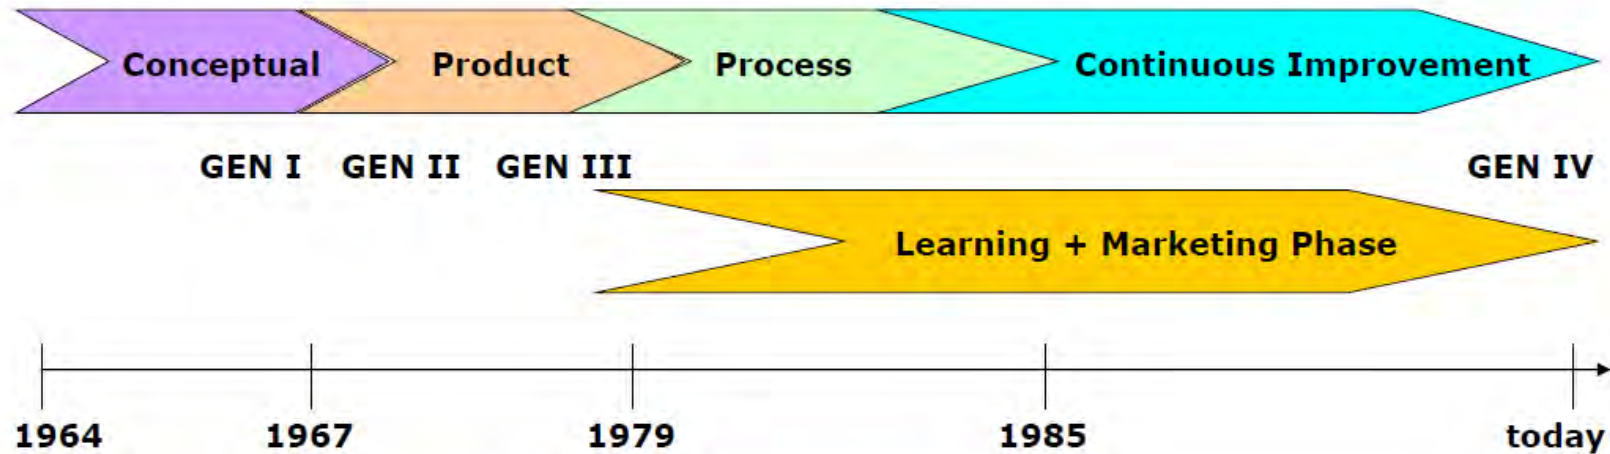 Conceptual Product Process Continuous Improvement
GEN I GEN II GEN III GEN IV
Learning + Marketing Phase
1964 1967 1979 1985 today